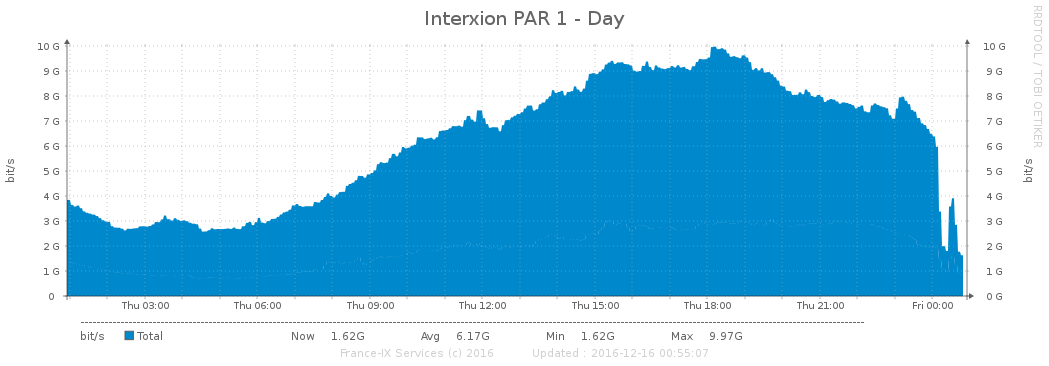 Interxion PAR 1 - Day
RRDTOOL / TOBI OETIKER
10 G 10 G
9 G 9 G
8 G 8 G
7 G 7 G
6 G 6 G
5 G 5 G
4 G 4 G
3 G 3 G
2 G 2 G
1 G 1 G
0 0 G
bit/s bit/s
Thu 03:00 Thu 06:00 Thu 09:00 Thu 12:00 Thu 15:00 Thu 18:00 Thu 21:00 Fri 00:00
bit/s Total Now 1.62G Avg 6.17G Min 1.62G Max 9.97G
France-IX Services (c) 2016 Updated : 2016-12-16 00:55:07